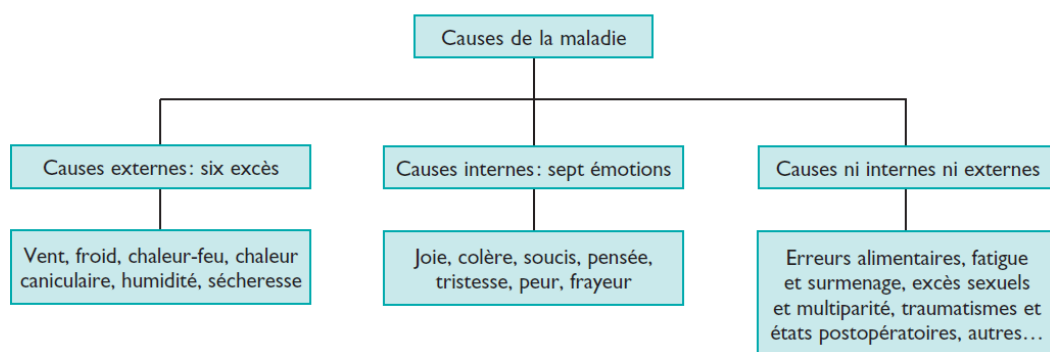 Causes de la maladie
Causes externes : six excès
Causes internes : sept émotions
Causes ni internes ni externes
Vent, froid, chaleur-feu, chaleur
caniculaire, humidité, sécheresse
Joie, colère, soucis, pensée,
tristesse, peur, frayeur
Erreurs alimentaires, fatigue
et surmenage, excès sexuels
et multiparité, traumatismes et
états postopératoires, autres…